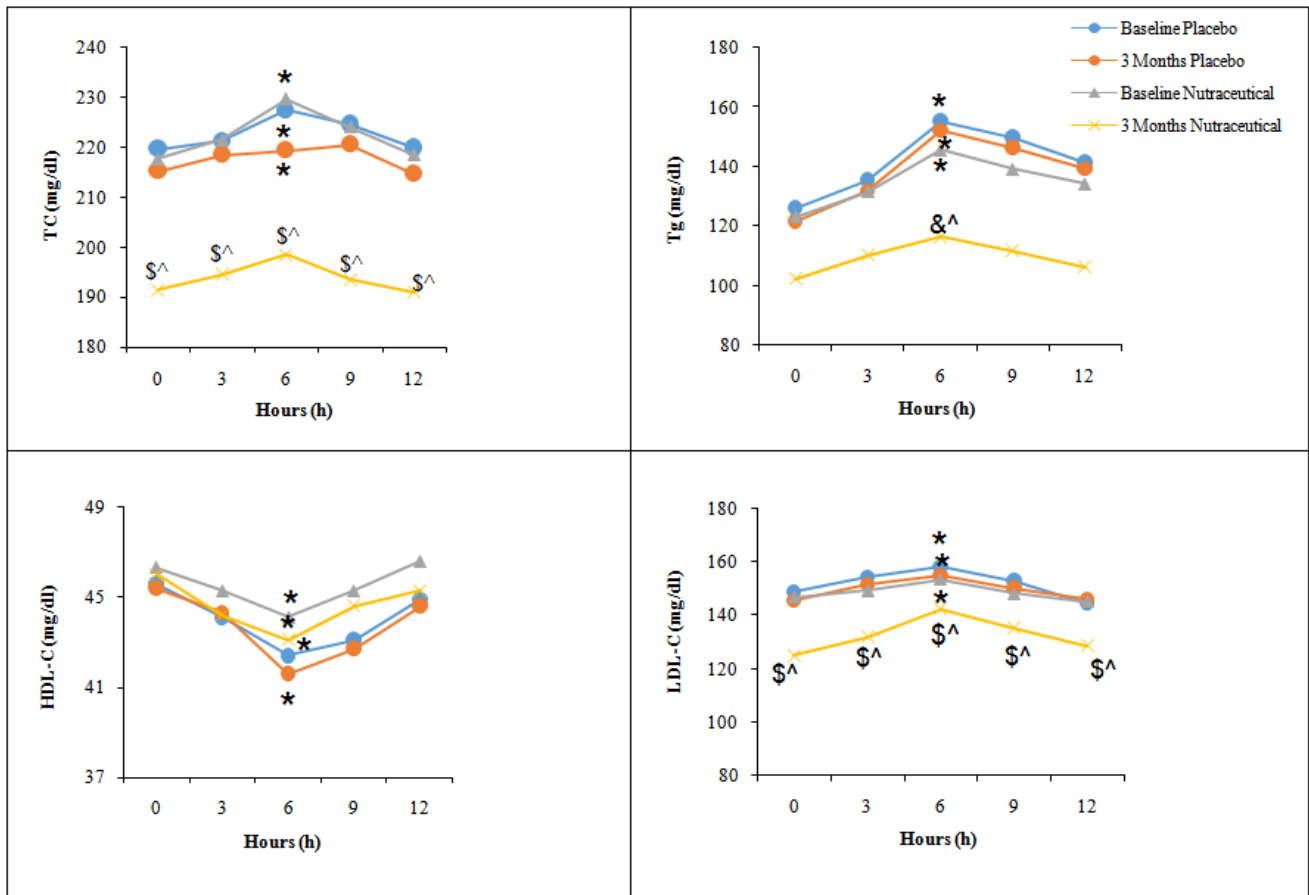 240
230
220
210
200
190
180
TC (mg/dl)
*
*
*
$^ $^ $^ $^ $^
0 3 6 9 12
Hours (h)
Baseline Placebo
3 Months Placebo
Baseline Nutraceutical
3 Months Nutraceutical
180
160
140
120
100
80
Tg (mg/dl)
*
*
*
&^
0 3 6 9 12
Hours (h)
49
45
41
37
HDL-C (mg/dl)
*
*
*
*
0 3 6 9 12
Hours (h)
180
160
140
120
100
80
LDL-C (mg/dl)
*
*
*
$^ $^ $^ $^ $^
0 3 6 9 12
Hours (h)